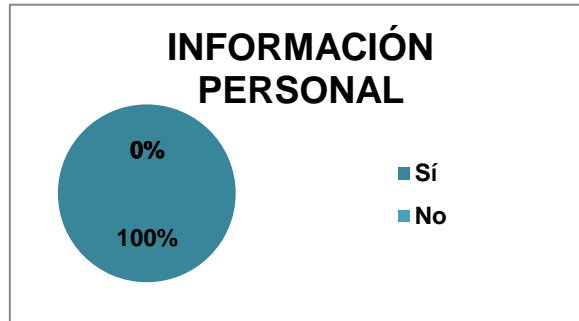 INFORMACIÓN
PERSONAL
0%
100%
Sí
No